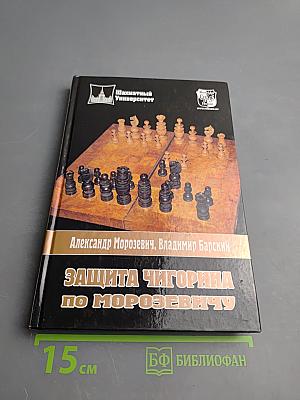 Шахматный
Университет
Александр Морозевич, Владимир Барский
ЗАЩИТА ЧИГОРИНА
ПО МОРОЗЕВИЧУ
15 см
БФ БИБЛИОФАН